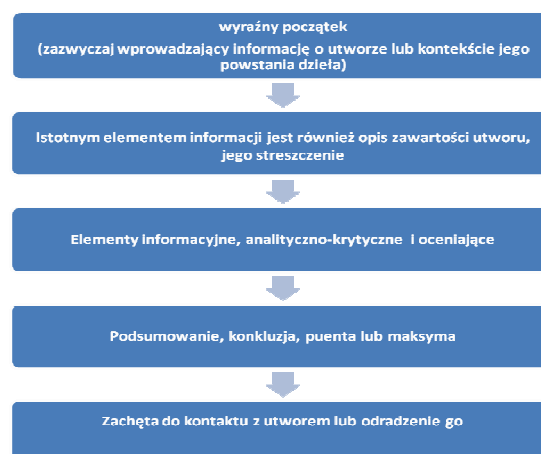 wyraźny początek
(zazwyczaj wprowadzający informację o utworze lub kontekście jego
powstania dzieła)
Istotnym elementem informacji jest również opis zawartości utworu,
jego streszczenie
Elementy informacyjne, analityczno-krytyczne i oceniające
Podsumowanie, konkluzja, puenta lub maksyma
Zachęta do kontaktu z utworem lub odradzenie go